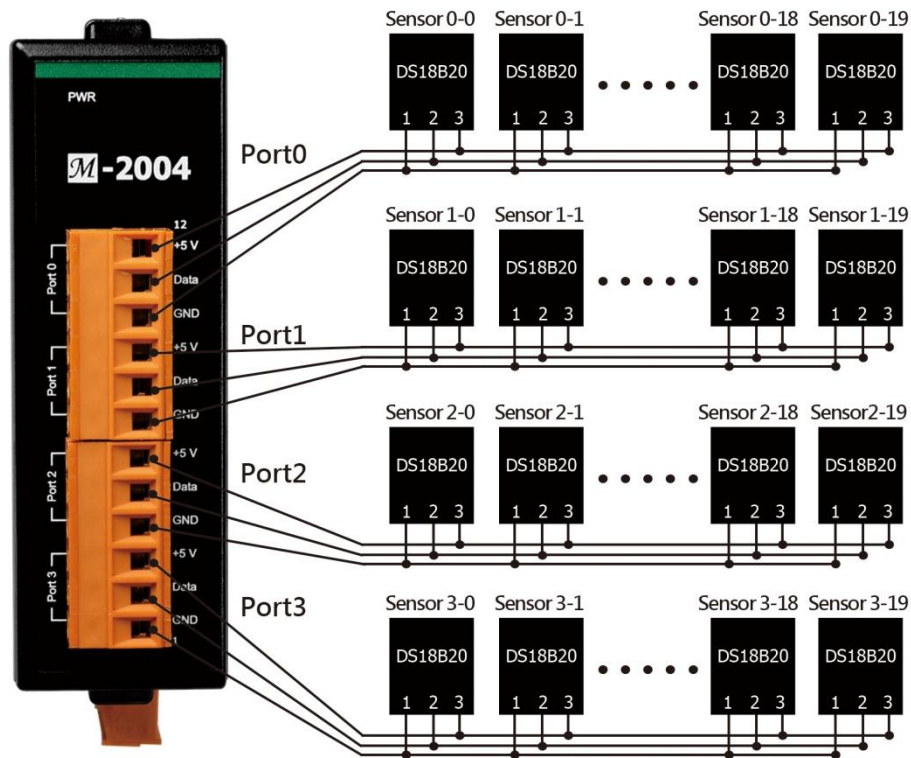 PWR
M-2004
12
Port 0
+5 V
Data
GND
Port 1
+5 V
Data
GND
Port 2
+5 V
Data
GND
Port 3
+5 V
Data
GND
1
Port0
Sensor 0-0 Sensor 0-1 Sensor 0-18 Sensor 0-19
DS18B20 DS18B20 DS18B20 DS18B20
1 2 3 1 2 3 1 2 3 1 2 3
Port1
Sensor 1-0 Sensor 1-1 Sensor 1-18 Sensor 1-19
DS18B20 DS18B20 DS18B20 DS18B20
1 2 3 1 2 3 1 2 3 1 2 3
Port2
Sensor 2-0 Sensor 2-1 Sensor 2-18 Sensor2-19
DS18B20 DS18B20 DS18B20 DS18B20
1 2 3 1 2 3 1 2 3 1 2 3
Port3
Sensor 3-0 Sensor 3-1 Sensor 3-18 Sensor 3-19
DS18B20 DS18B20 DS18B20 DS18B20
1 2 3 1 2 3 1 2 3 1 2 3